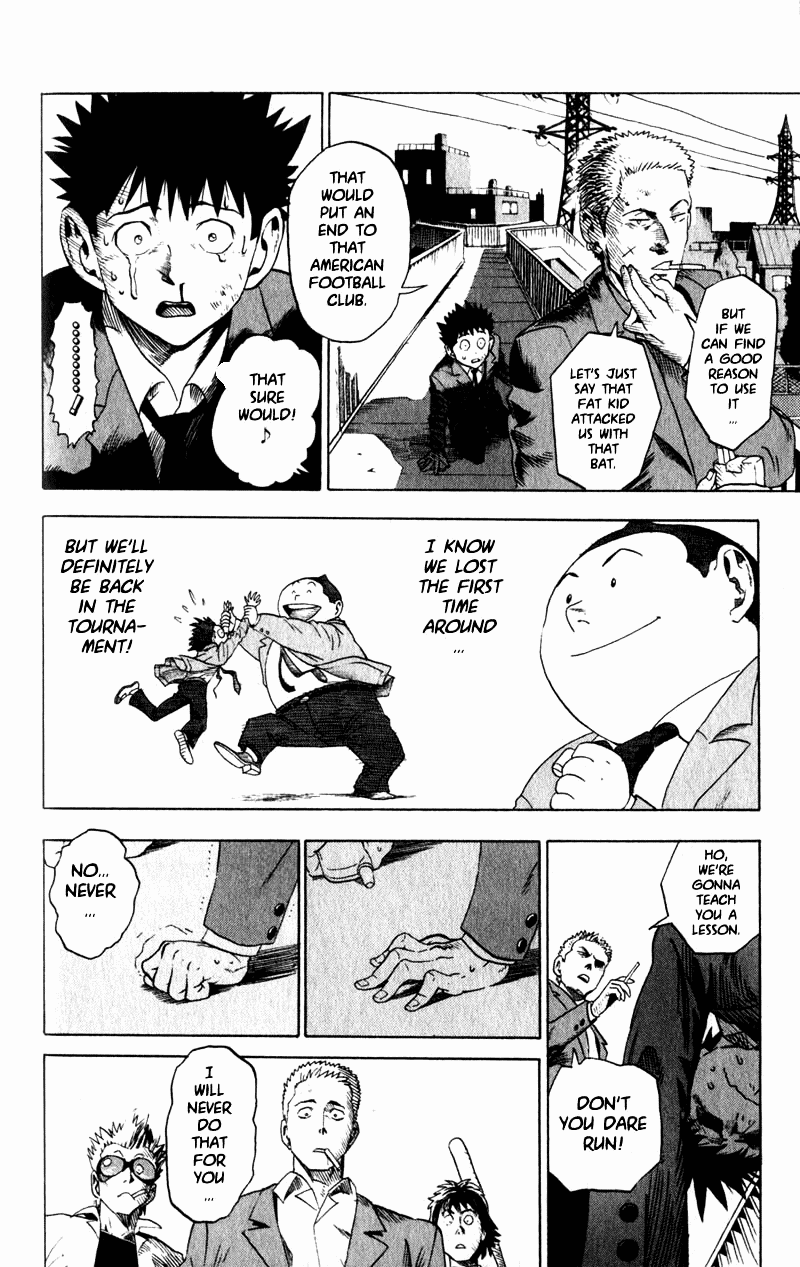 BUT
IF WE
CAN FIND
A GOOD
REASON
TO USE
IT
...
LET'S JUST
SAY THAT
FAT KID
ATTACKED
US WITH
THAT
BAT.
THAT
WOULD
PUT AN
END TO
THAT
AMERICAN
FOOTBALL
CLUB.
THAT
SURE
WOULD!
♪
........!
I KNOW
WE LOST
THE FIRST
TIME
AROUND
...
BUT WE'LL
DEFINITELY
BE BACK
IN THE
TOURNA-
MENT!
HO,
WE'RE
GONNA
TEACH
YOU A
LESSON.
NO...
NEVER
...
DON'T
YOU DARE
RUN!
I
WILL
NEVER
DO
THAT
FOR YOU
...